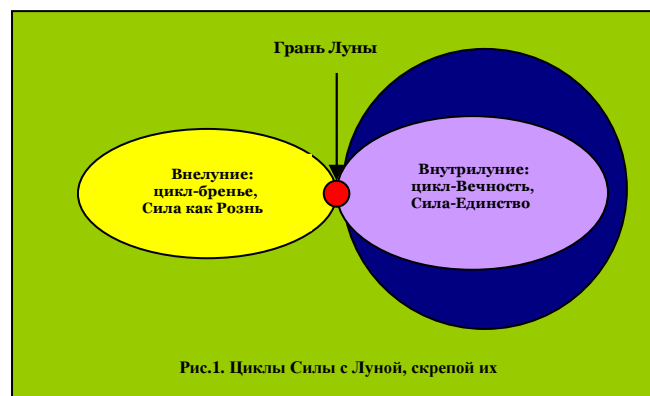 Грань Луны
Внелуние:
цикл-бренье,
Сила как Рознь
Внутрилуние:
цикл-Вечность,
Сила-Единство
Рис.1. Циклы Силы с Луной, скрепой их